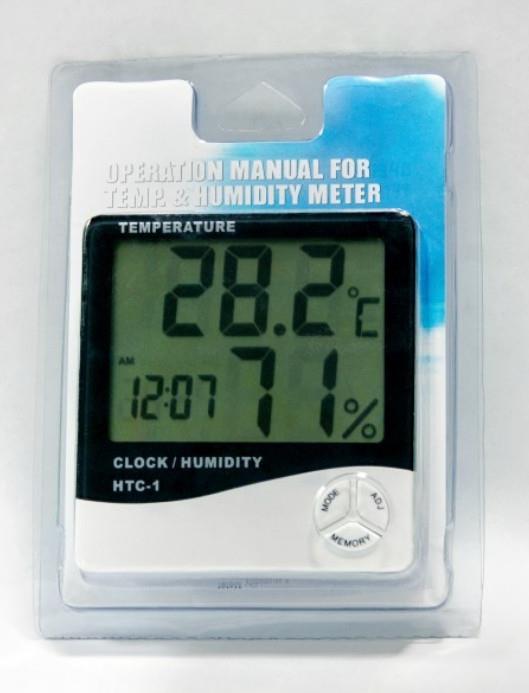 OPERATION MANUAL FOR
TEMP. & HUMIDITY METER
TEMPERATURE
28.2°C
AM
12:07 71%
CLOCK / HUMIDITY
HTC-1
MODE ADJ
MEMORY